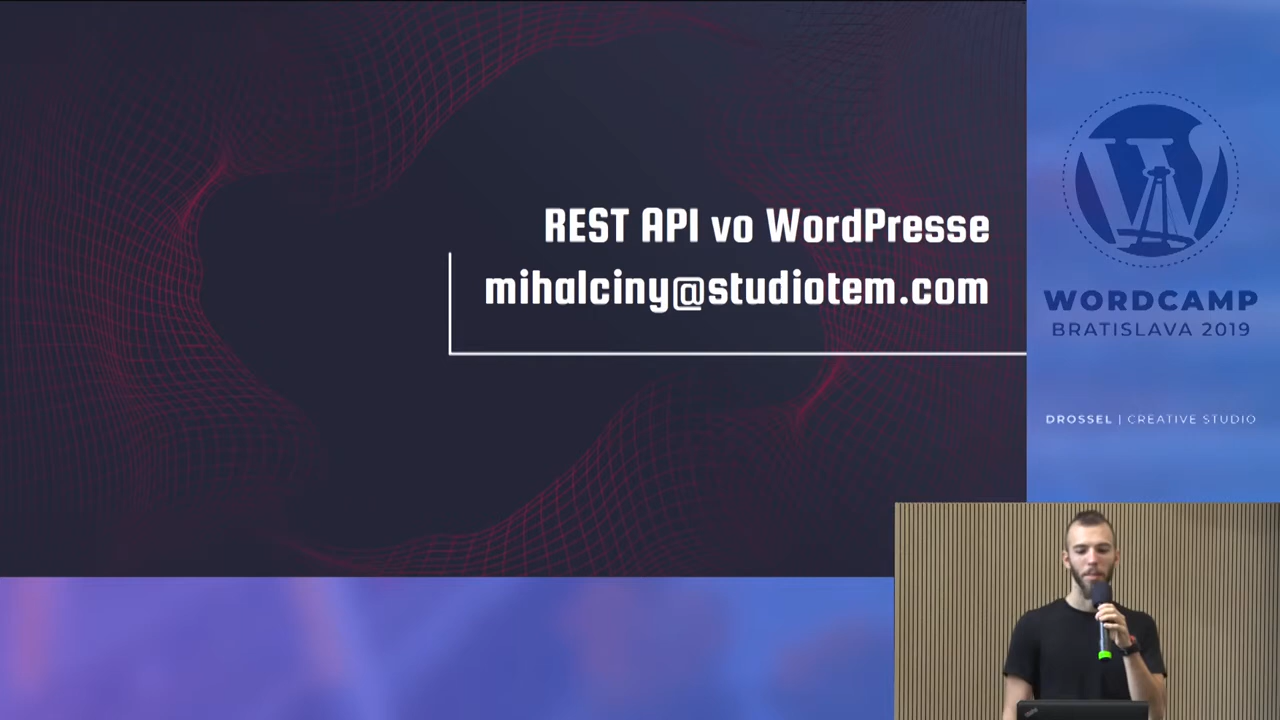 REST API vo WordPresse
mihalciny@studiotem.com
WORDCAMP
BRATISLAVA 2019
DROSSEL | CREATIVE STUDIO